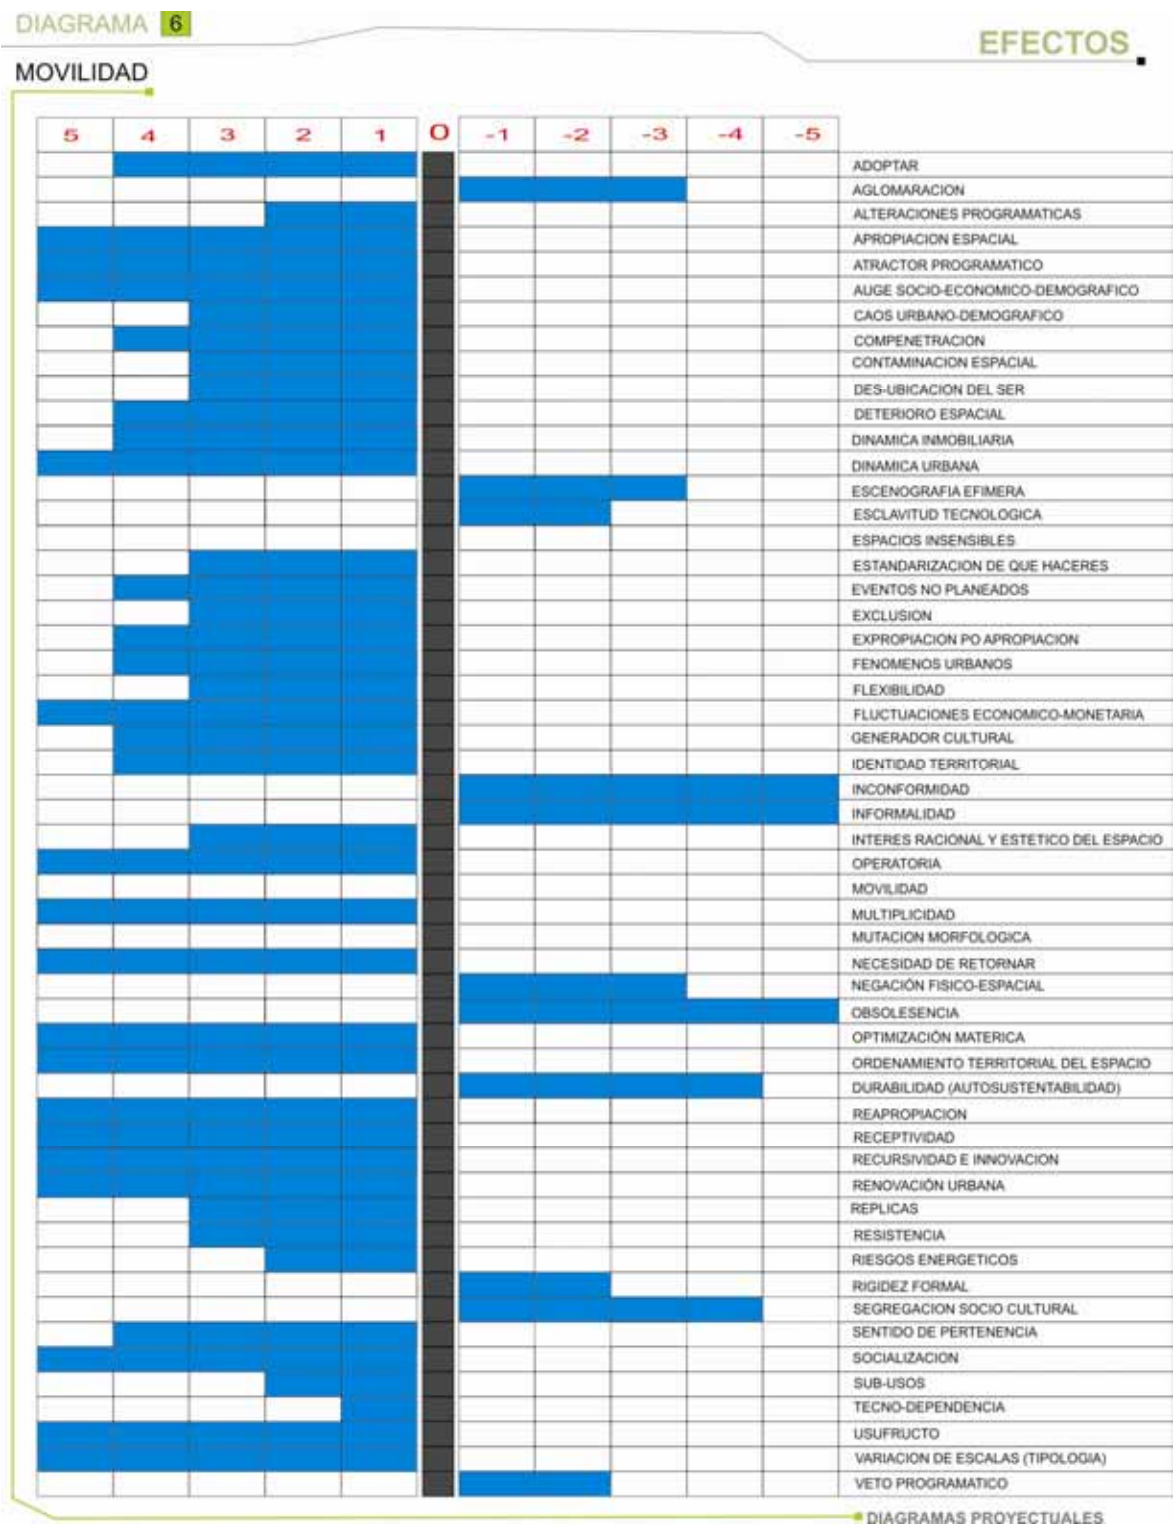 DIAGRAMA 6
EFECTOS
MOVILIDAD
5 4 3 2 1 O -1 -2 -3 -4 -5
ADOPTAR
AGLOMARACION
ALTERACIONES PROGRAMATICAS
APROPIACION ESPACIAL
ATRACTOR PROGRAMATICO
AUGE SOCIO-ECONOMICO-DEMOGRAFICO
CAOS URBANO-DEMOGRAFICO
COMPENETRACION
CONTAMINACION ESPACIAL
DES-UBICACION DEL SER
DETERIORO ESPACIAL
DINAMICA INMOBILIARIA
DINAMICA URBANA
ESCENOGRAFIA EFIMERA
ESCLAVITUD TECNOLOGICA
ESPACIOS INSENSIBLES
ESTANDARIZACION DE QUE HACERES
EVENTOS NO PLANEADOS
EXCLUSION
EXPROPIACION PO APROPIACION
FENOMENOS URBANOS
FLEXIBILIDAD
FLUCTUACIONES ECONOMICO-MONETARIA
GENERADOR CULTURAL
IDENTIDAD TERRITORIAL
INCONFORMIDAD
INFORMALIDAD
INTERES RACIONAL Y ESTETICO DEL ESPACIO
OPERATORIA
MOVILIDAD
MULTIPLICIDAD
MUTACION MORFOLOGICA
NECESIDAD DE RETORNAR
NEGACIÓN FISICO-ESPACIAL
OBSOLESENCIA
OPTIMIZACIÓN MATERICA
ORDENAMIENTO TERRITORIAL DEL ESPACIO
DURABILIDAD (AUTOSUSTENTABILIDAD)
REAPROPIACION
RECEPTIVIDAD
RECURSIVIDAD E INNOVACION
RENOVACIÓN URBANA
REPLICAS
RESISTENCIA
RIESGOS ENERGETICOS
RIGIDEZ FORMAL
SEGREGACION SOCIO CULTURAL
SENTIDO DE PERTENENCIA
SOCIALIZACION
SUB-USOS
TECNO-DEPENDENCIA
USUFRUCTO
VARIACION DE ESCALAS (TIPOLOGIA)
VETO PROGRAMATICO
DIAGRAMAS PROYECTUALES